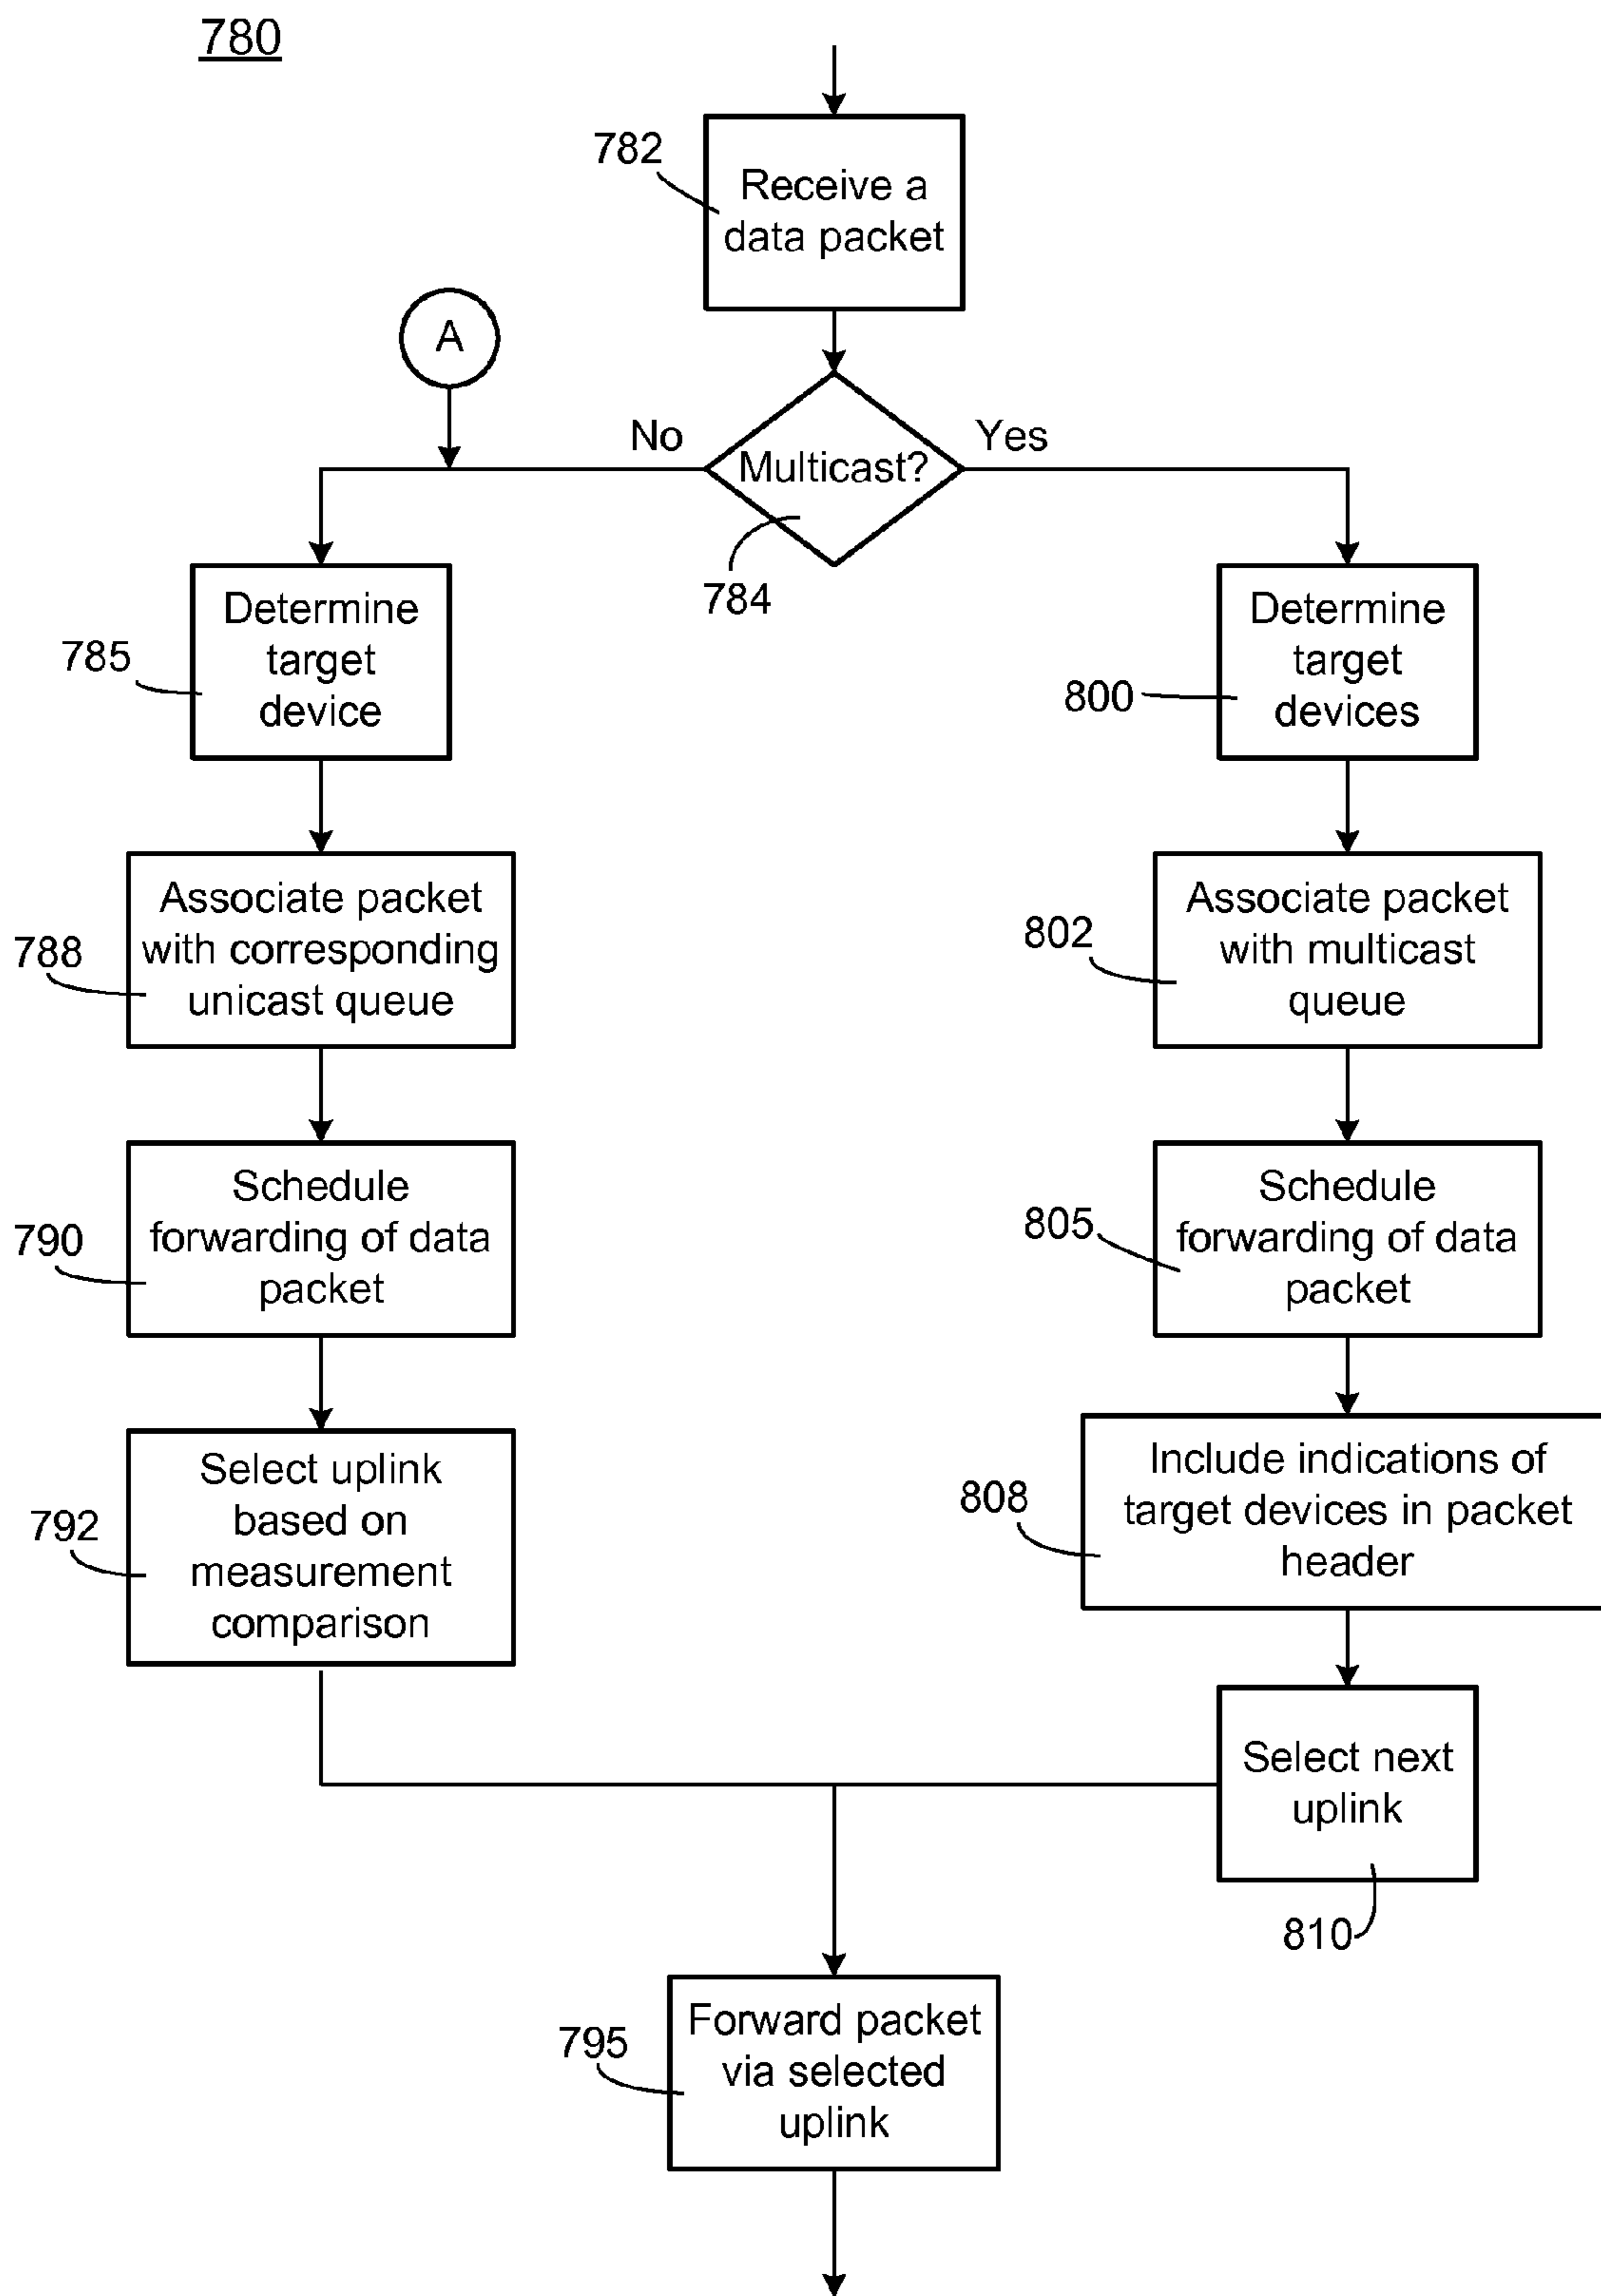 780
782
Receive a
data packet
A
No
Multicast?
Yes
784
785
Determine
target
device
800
Determine
target
devices
788
Associate packet
with corresponding
unicast queue
802
Associate packet
with multicast
queue
790
Schedule
forwarding of data
packet
805
Schedule
forwarding of data
packet
792
Select uplink
based on
measurement
comparison
808
Include indications of
target devices in packet
header
Select next
uplink
810
795
Forward packet
via selected
uplink